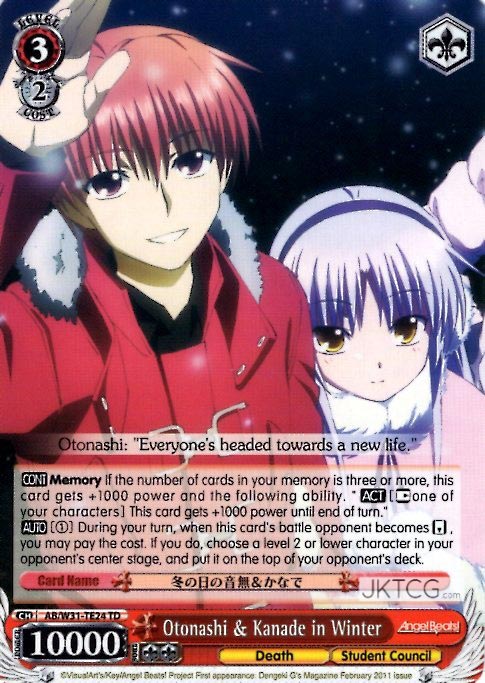 LEVEL
3
2
COST
Otonashi: "Everyone's headed towards a new life."
CONT Memory If the number of cards in your memory is three or more, this
card gets +1000 power and the following ability. " ACT [ one of
your characters] This card gets +1000 power until end of turn."
AUTO [①] During your turn, when this card's battle opponent becomes ,
you may pay the cost. If you do, choose a level 2 or lower character in your
opponent's center stage, and put it on the top of your opponent's deck.
Card Name
冬の日の音無&かなで
JKTCG.com
CH AB/W31-TE24 TD
POWER 10000
Otonashi & Kanade in Winter
Angel Beats!
Death
Student Council
©VisualArt's/Key/Angel Beats! Project First appearance: Dengeki G's Magazine February 2011 issue